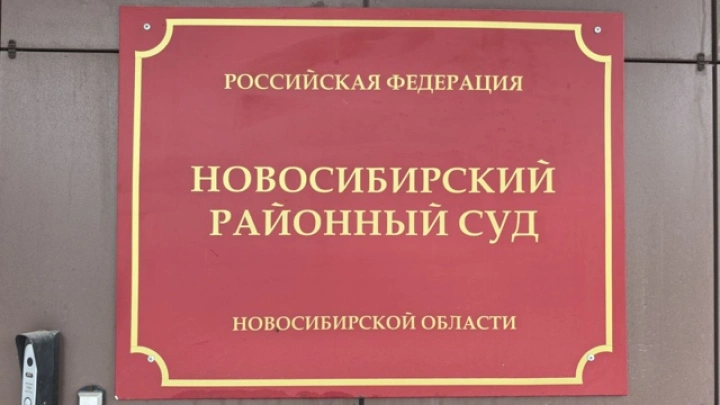 РОССИЙСКАЯ ФЕДЕРАЦИЯ
НОВОСИБИРСКИЙ
РАЙОННЫЙ СУД
НОВОСИБИРСКОЙ ОБЛАСТИ